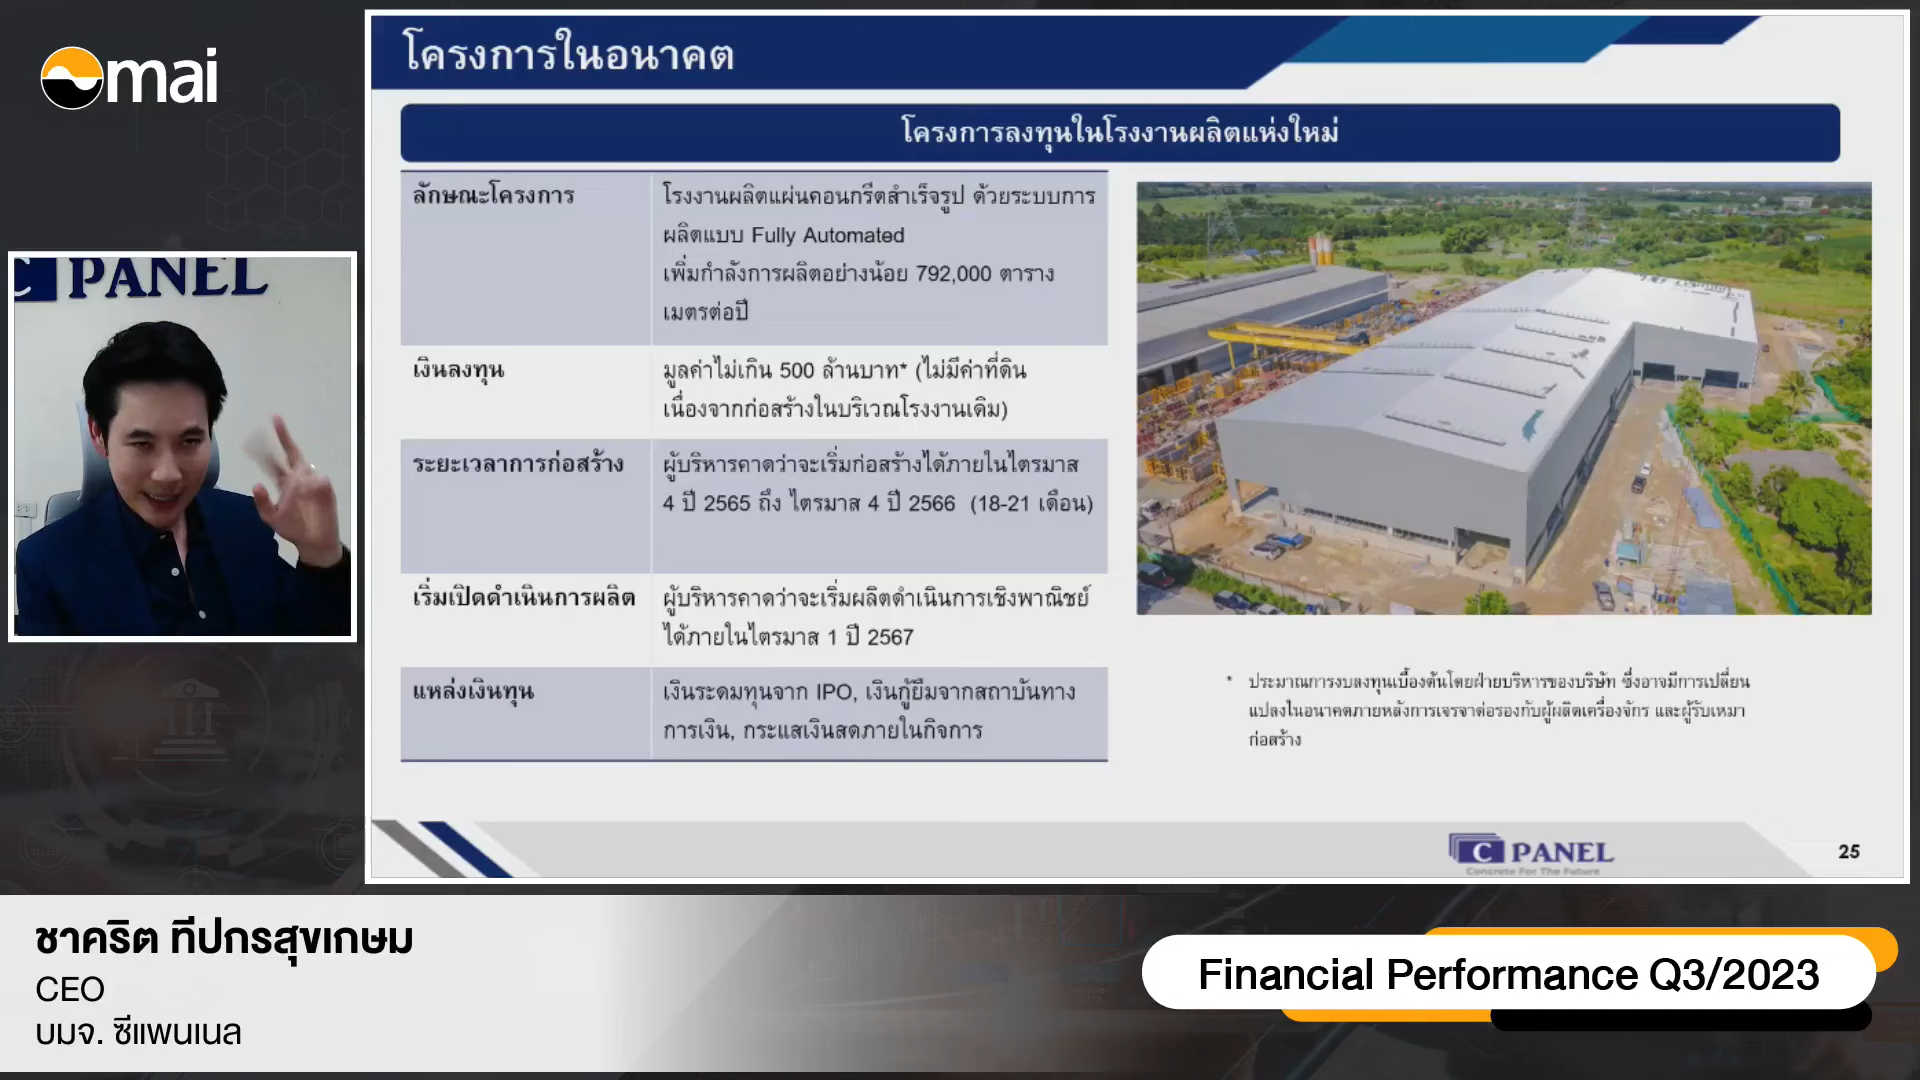 mai
โครงการในอนาคต
โครงการลงทุนในโรงงานผลิตแห่งใหม่
ลักษณะโครงการ
โรงงานผลิตแผ่นคอนกรีตสำเร็จรูป ด้วยระบบการ
ผลิตแบบ Fully Automated
เพิ่มกำลังการผลิตอย่างน้อย 792,000 ตาราง
เมตรต่อปี
เงินลงทุน
มูลค่าไม่เกิน 500 ล้านบาท* (ไม่มีค่าที่ดิน
เนื่องจากก่อสร้างในบริเวณโรงงานเดิม)
ระยะเวลาการก่อสร้าง
ผู้บริหารคาดว่าจะเริ่มก่อสร้างได้ภายในไตรมาส
4 ปี 2565 ถึง ไตรมาส 4 ปี 2566 (18-21 เดือน)
เริ่มเปิดดำเนินการผลิต
ผู้บริหารคาดว่าจะเริ่มผลิตดำเนินการเชิงพาณิชย์
ได้ภายในไตรมาส 1 ปี 2567
แหล่งเงินทุน
เงินระดมทุนจาก IPO, เงินกู้ยืมจากสถาบันทาง
การเงิน, กระแสเงินสดภายในกิจการ
* ประมาณการงบลงทุนเบื้องต้นโดยฝ่ายบริหารของบริษัท ซึ่งอาจมีการเปลี่ยน
แปลงในอนาคตภายหลังการเจรจาต่อรองกับผู้ผลิตเครื่องจักร และผู้รับเหมา
ก่อสร้าง
C PANEL
Concrete For The Future
25
C PANEL
ชาคริต ทีปกรสุขเกษม
CEO
บมจ. ซีแพนเนล
Financial Performance Q3/2023